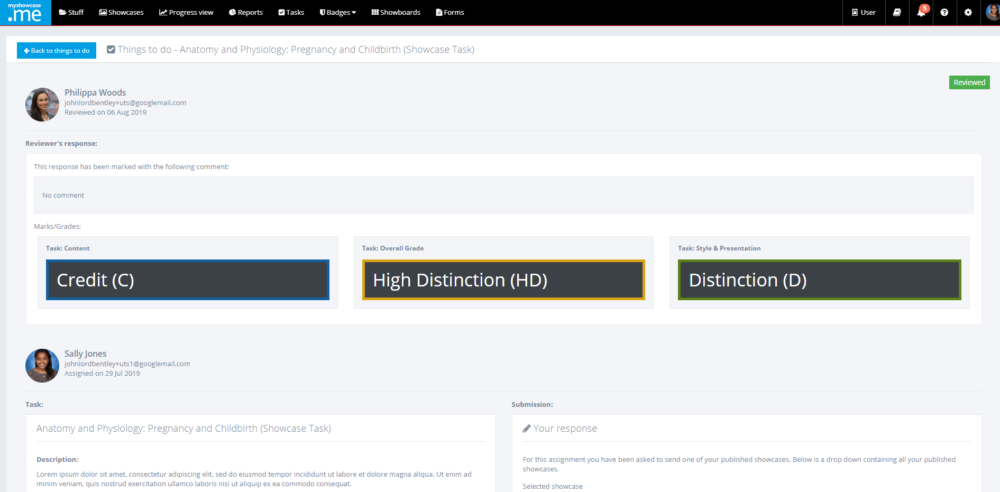 myshowcase
.me
Stuff Showcases Progress view Reports Tasks Badges Showboards Forms User 5
Back to things to do Things to do - Anatomy and Physiology: Pregnancy and Childbirth (Showcase Task)
Reviewed
Philippa Woods
johnlordbentley+uts@googlemail.com
Reviewed on 06 Aug 2019
Reviewer's response:
This response has been marked with the following comment:
No comment
Marks/Grades:
Task: Content
Credit (C)
Task: Overall Grade
High Distinction (HD)
Task: Style & Presentation
Distinction (D)
Sally Jones
johnlordbentley+uts1@googlemail.com
Assigned on 29 Jul 2019
Task:
Anatomy and Physiology: Pregnancy and Childbirth (Showcase Task)
Description:
Lorem ipsum dolor sit amet, consectetur adipiscing elit, sed do eiusmod tempor incididunt ut labore et dolore magna aliqua. Ut enim ad
minim veniam, quis nostrud exercitation ullamco laboris nisi ut aliquip ex ea commodo consequat.
Submission:
Your response
For this assignment you have been asked to send one of your published showcases. Below is a drop down containing all your published
showcases.
Selected showcase